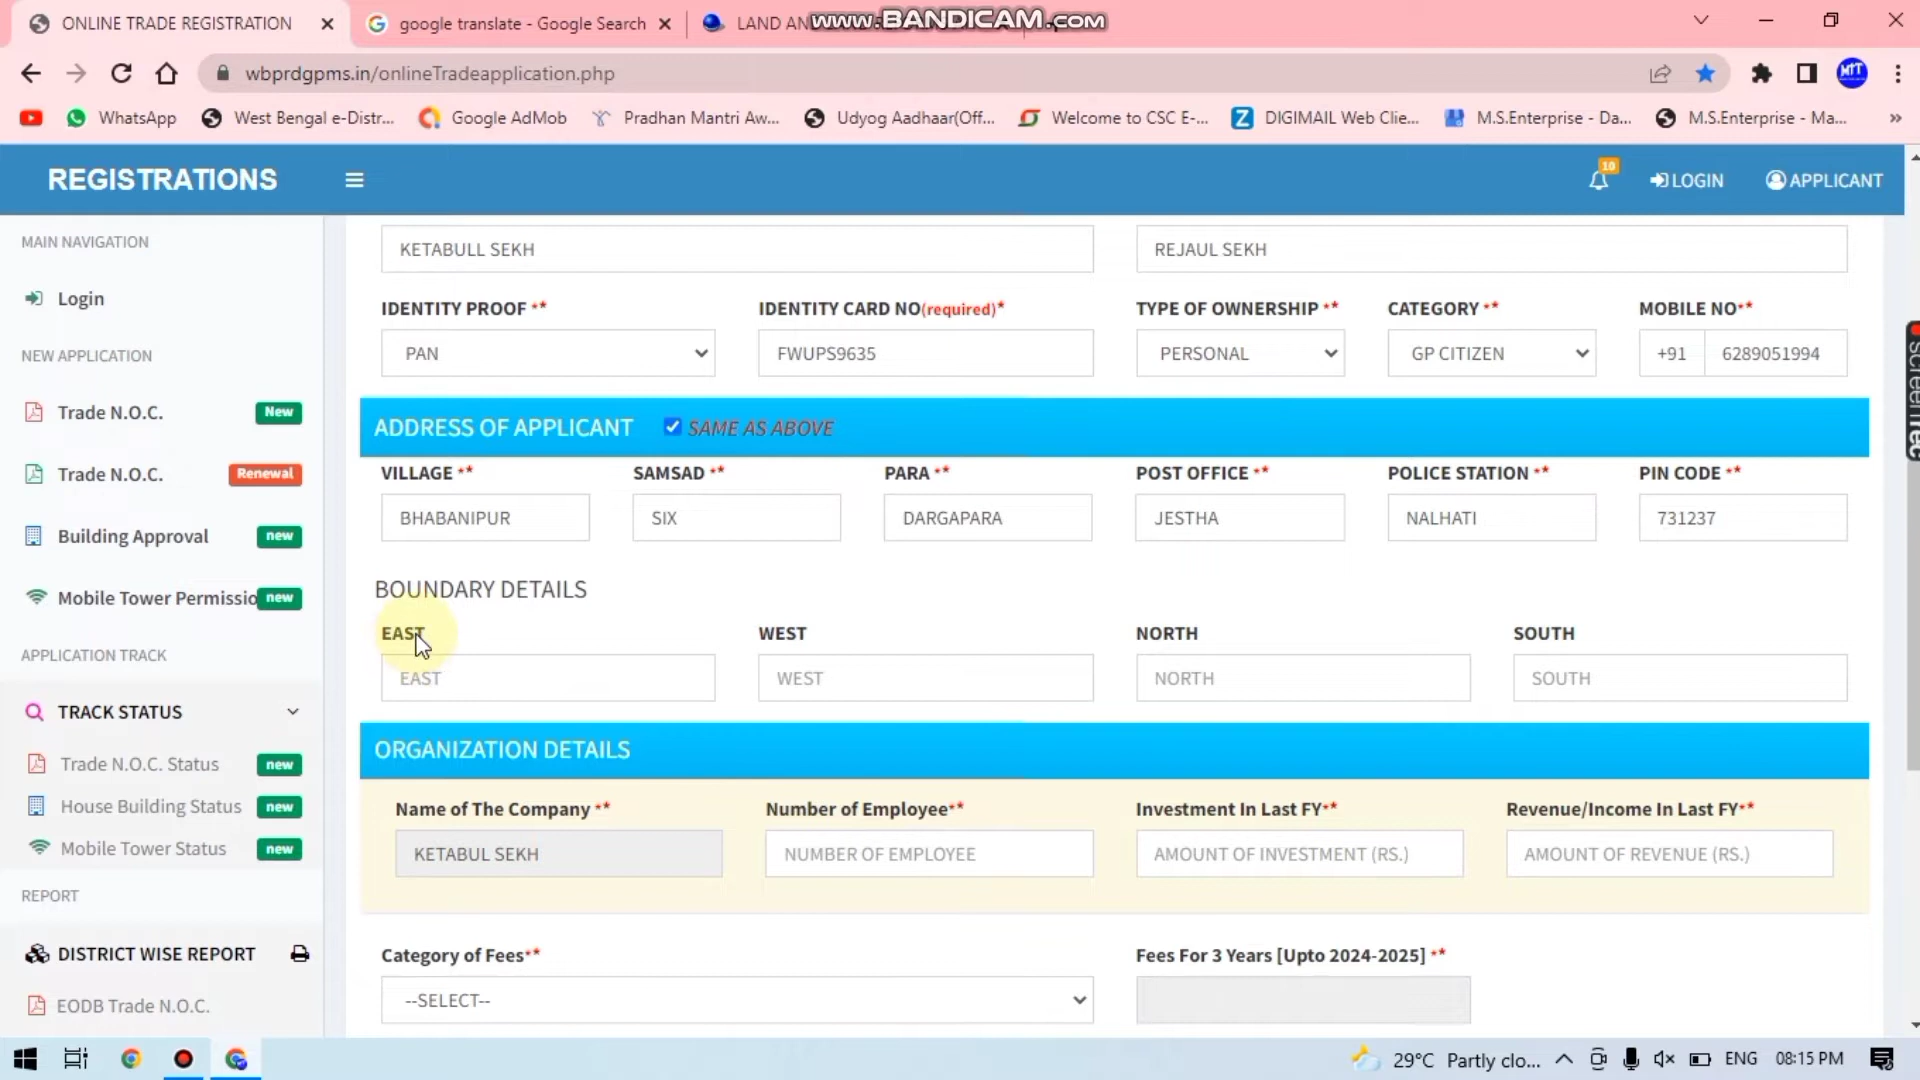 ONLINE TRADE REGISTRATION
google translate - Google Search
LAND AN
www.BANDICAM.com
wbprdgpms.in/onlineTradeapplication.php
MIT
WhatsApp
West Bengal e-Distr...
Google AdMob
Pradhan Mantri Aw...
Udyog Aadhaar(Off...
Welcome to CSC E-...
DIGIMAIL Web Clie...
M.S.Enterprise - Da...
M.S.Enterprise - Ma...
»
REGISTRATIONS
10
LOGIN
APPLICANT
MAIN NAVIGATION
Login
NEW APPLICATION
Trade N.O.C. New
Trade N.O.C. Renewal
Building Approval new
Mobile Tower Permissio new
APPLICATION TRACK
TRACK STATUS
Trade N.O.C. Status new
House Building Status new
Mobile Tower Status new
REPORT
DISTRICT WISE REPORT
EODB Trade N.O.C.
KETABULL SEKH
REJAUL SEKH
IDENTITY PROOF **
IDENTITY CARD NO(required)*
TYPE OF OWNERSHIP **
CATEGORY **
MOBILE NO**
PAN
FWUPS9635
PERSONAL
GP CITIZEN
+91 6289051994
ADDRESS OF APPLICANT SAME AS ABOVE
VILLAGE **
SAMSAD **
PARA **
POST OFFICE **
POLICE STATION **
PIN CODE **
BHABANIPUR
SIX
DARGAPARA
JESTHA
NALHATI
731237
BOUNDARY DETAILS
EAST
WEST
NORTH
SOUTH
EAST
WEST
NORTH
SOUTH
ORGANIZATION DETAILS
Name of The Company **
Number of Employee**
Investment In Last FY**
Revenue/Income In Last FY**
KETABUL SEKH
NUMBER OF EMPLOYEE
AMOUNT OF INVESTMENT (RS.)
AMOUNT OF REVENUE (RS.)
Category of Fees**
Fees For 3 Years [Upto 2024-2025] **
--SELECT--
29°C Partly clo...
ENG
08:15 PM